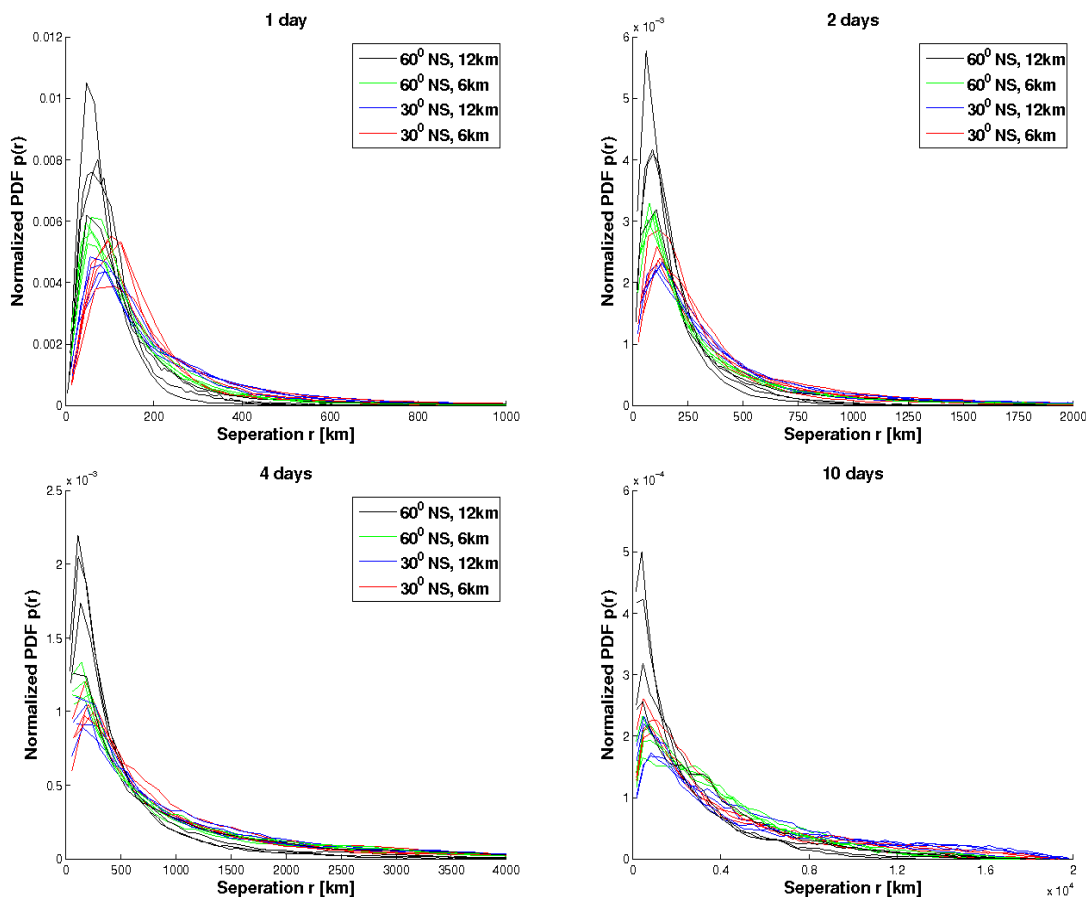 1 day
0.012
0.01
0.008
0.006
0.004
0.002
0
0 200 400 600 800 1000
Normalized PDF p(r)
Seperation r [km]
60⁰ NS, 12km
60⁰ NS, 6km
30⁰ NS, 12km
30⁰ NS, 6km
2 days
x 10⁻³
6
5
4
3
2
1
0
0 250 500 750 1000 1250 1500 1750 2000
Normalized PDF p(r)
Seperation r [km]
60⁰ NS, 12km
60⁰ NS, 6km
30⁰ NS, 12km
30⁰ NS, 6km
4 days
x 10⁻³
2.5
2
1.5
1
0.5
0
0 500 1000 1500 2000 2500 3000 3500 4000
Normalized PDF p(r)
Seperation r [km]
60⁰ NS, 12km
60⁰ NS, 6km
30⁰ NS, 12km
30⁰ NS, 6km
10 days
x 10⁻⁴
6
5
4
3
2
1
0
0 0.4 0.8 1.2 1.6 2
x 10⁴
Normalized PDF p(r)
Seperation r [km]